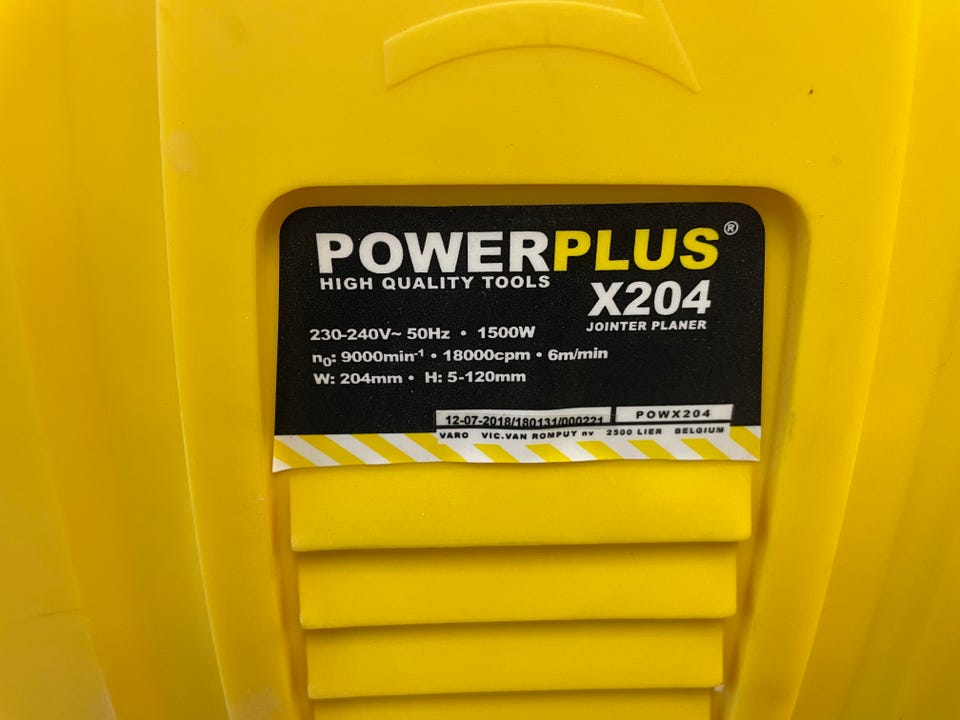 POWERPLUS®
HIGH QUALITY TOOLS
X204
JOINTER PLANER
230-240V~ 50Hz • 1500W
n₀: 9000min⁻¹ • 18000cpm • 6m/min
W: 204mm • H: 5-120mm
12-07-2018/180131/000221 POWX204
VARO VIC.VAN ROMPUY nv 2500 LIER BELGIUM